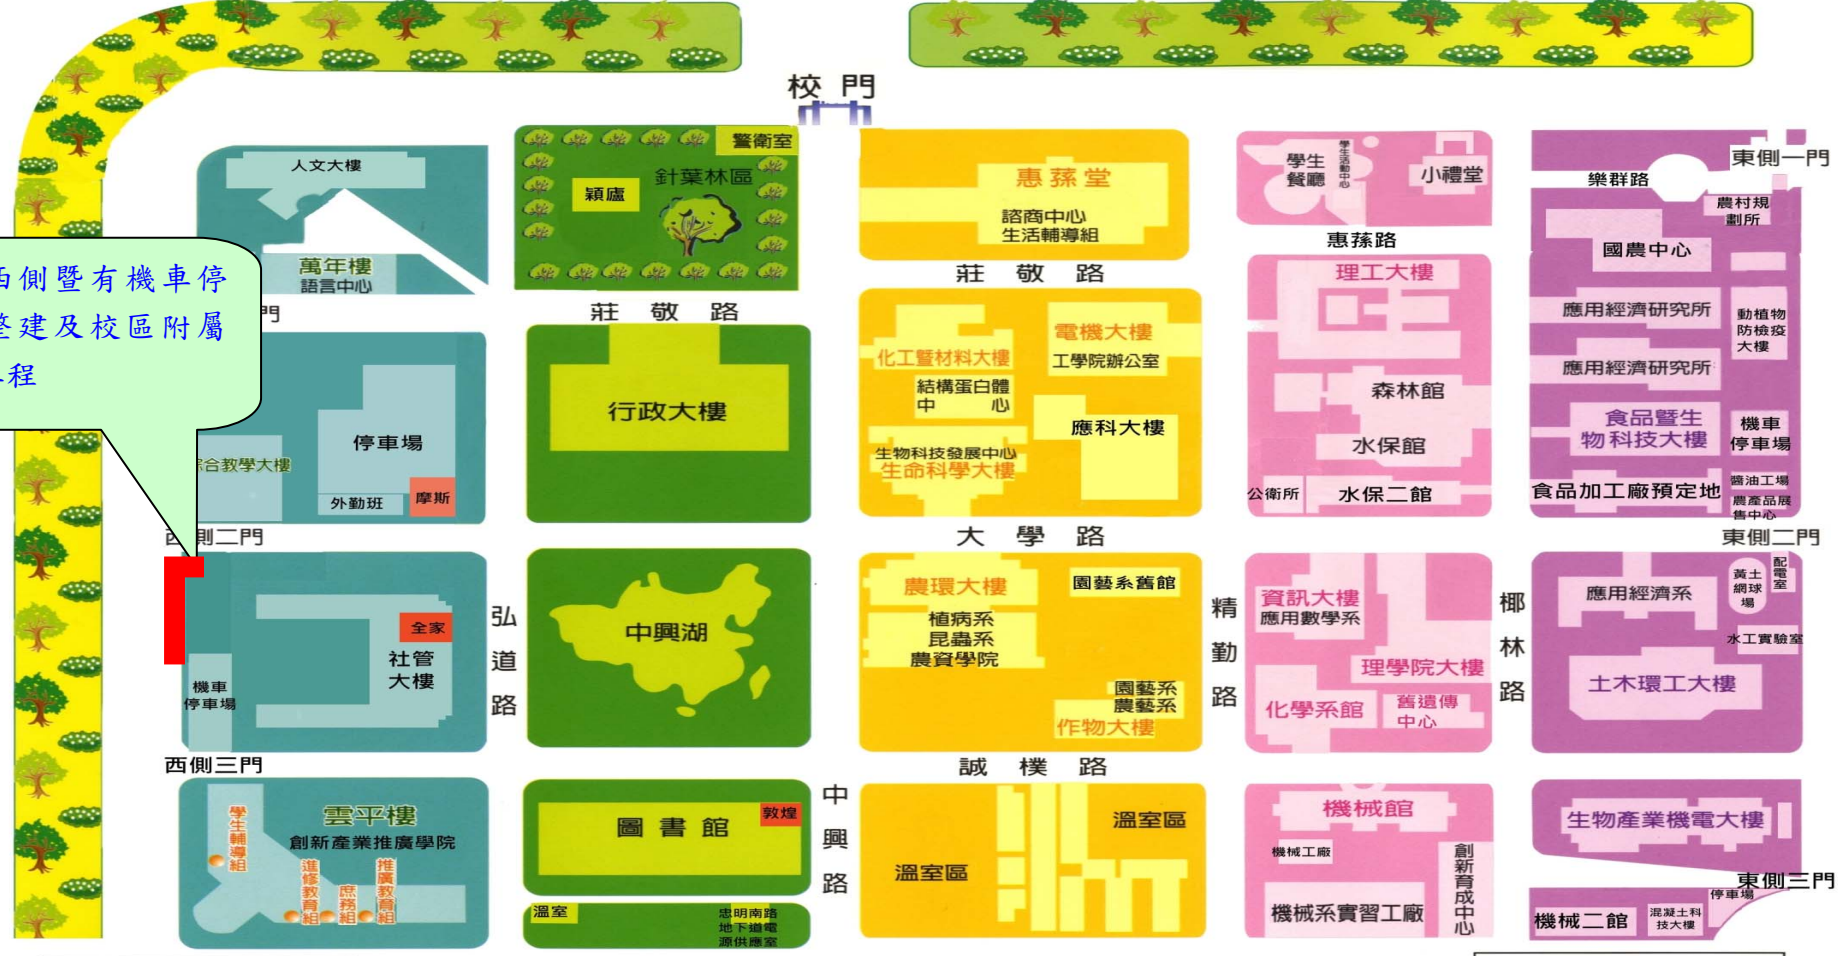 校門
人文大樓
萬年樓
語言中心
門
西側暨有機車停
整建及校區附屬
程
停車場
綜合教學大樓
外勤班
摩斯
西側二門
全家
社管
大樓
機車
停車場
西側三門
雲平樓
創新產業推廣學院
學生輔導組
進修教育組
庶務組
推廣教育組
警衛室
針葉林區
穎廬
莊敬路
行政大樓
中興湖
弘道路
圖書館
敦煌
中興路
溫室
忠明南路
地下道電
源供應室
惠蓀堂
諮商中心
生活輔導組
莊敬路
化工暨材料大樓
電機大樓
工學院辦公室
結構蛋白體
中心
應科大樓
生物科技發展中心
生命科學大樓
大學路
農環大樓
園藝系舊館
植病系
昆蟲系
農資學院
園藝系
農藝系
作物大樓
精勤路
誠樸路
溫室區
溫室區
學生
餐廳
學生活動中心
小禮堂
惠蓀路
理工大樓
森林館
水保館
公衛所
水保二館
資訊大樓
應用數學系
理學院大樓
化學系館
舊遺傳
中心
椰林路
機械館
機械工廠
創新育成中心
機械系實習工廠
東側一門
樂群路
農村規
劃所
國農中心
應用經濟研究所
動植物
防檢疫
大樓
應用經濟研究所
食品暨生
物科技大樓
機車
停車場
食品加工廠預定地
醬油工場
農產品展
售中心
東側二門
應用經濟系
黃土
網球
場
配電室
水工實驗室
土木環工大樓
生物產業機電大樓
東側三門
停車場
機械二館
混凝土科
技大樓